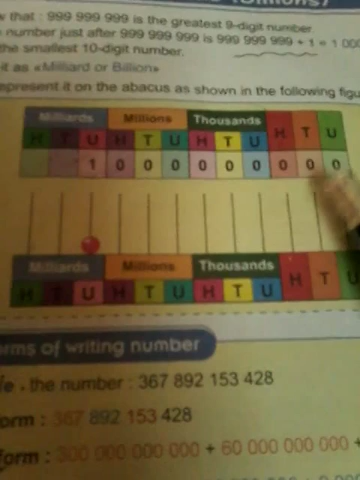 that : 999 999 999 is the greatest 9-digit number
number just after 999 999 999 is 999 999 999 + 1 = 1 000
the smallest 10-digit number.
it as «Milliard or Billion»
epresent it on the abacus as shown in the following figu
Milliards Millions Thousands
H T U H T U H T U H T U
1 0 0 0 0 0 0 0 0 0
Milliards Millions Thousands
H T U H T U H T U H T U
orms of writing number
the number : 367 892 153 428
orm : 367 892 153 428
form : 300 000 000 000 + 60 000 000 000 +